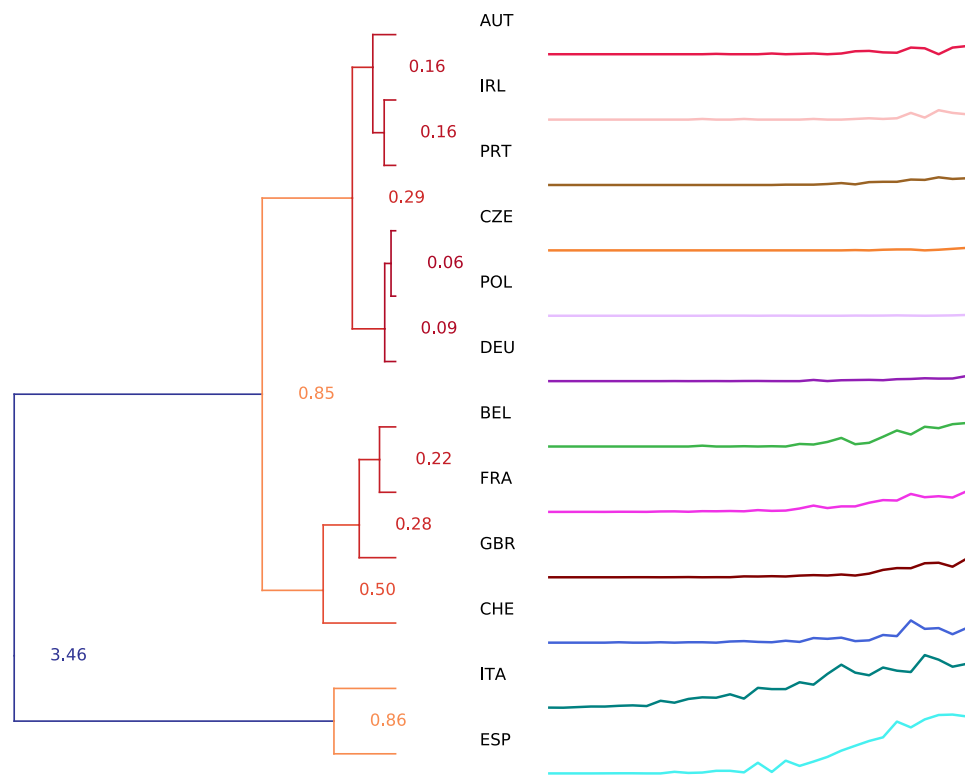 AUT
0.16
IRL
0.16
PRT
0.29
CZE
0.06
POL
0.09
DEU
0.85
BEL
0.22
FRA
0.28
GBR
0.50
CHE
3.46
ITA
0.86
ESP